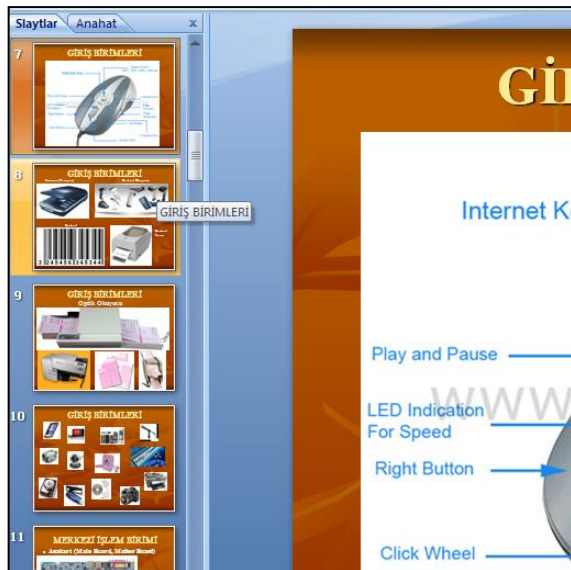 Slaytlar Anahat x
7
GİRİŞ BİRİMLERİ
8
GİRİŞ BİRİMLERİ
GİRİŞ BİRİMLERİ
9
GİRİŞ BİRİMLERİ
Optik Okuyucu
10
GİRİŞ BİRİMLERİ
11
MERKEZİ İŞLEM BİRİMİ
Anakart (Main Board, Mother Board)
Internet K
Play and Pause
www
LED Indication
For Speed
Right Button
Click Wheel